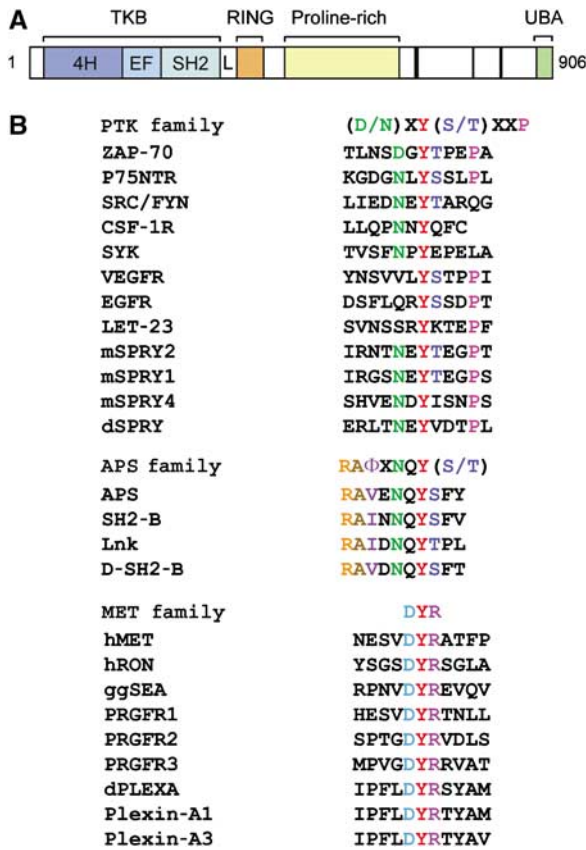 A
TKB RING Proline-rich UBA
1 4H EF SH2 L 906
B
PTK family (D/N)XY(S/T)XXP
ZAP-70 TLNSDGYTPEPA
P75NTR KGDGNLYSSLPL
SRC/FYN LIEDNEYTARQG
CSF-1R LLQPNNYQFC
SYK TVSFNPYEPELA
VEGFR YNSVVLYSTPPI
EGFR DSFLQRYSSDPT
LET-23 SVNSSRYKTEPF
mSPRY2 IRNTNEYTEGPT
mSPRY1 IRGSNEYTEGPS
mSPRY4 SHVENDYISNPS
dSPRY ERLTNEYVDTPL
APS family RAΦXNQY(S/T)
APS RAVENQYSFY
SH2-B RAINNQYSFV
Lnk RAIDNQYTPL
D-SH2-B RAVDNQYSFT
MET family DYR
hMET NESVDYRATFP
hRON YSGSDYRSGLA
ggSEA RPNVDYREVQV
PRGFR1 HESVDYRTNLL
PRGFR2 SPTGDYRVDLS
PRGFR3 MPVGDYRRVAT
dPLEXA IPFLDYRSYAM
Plexin-A1 IPFLDYRTYAM
Plexin-A3 IPFLDYRTYAV